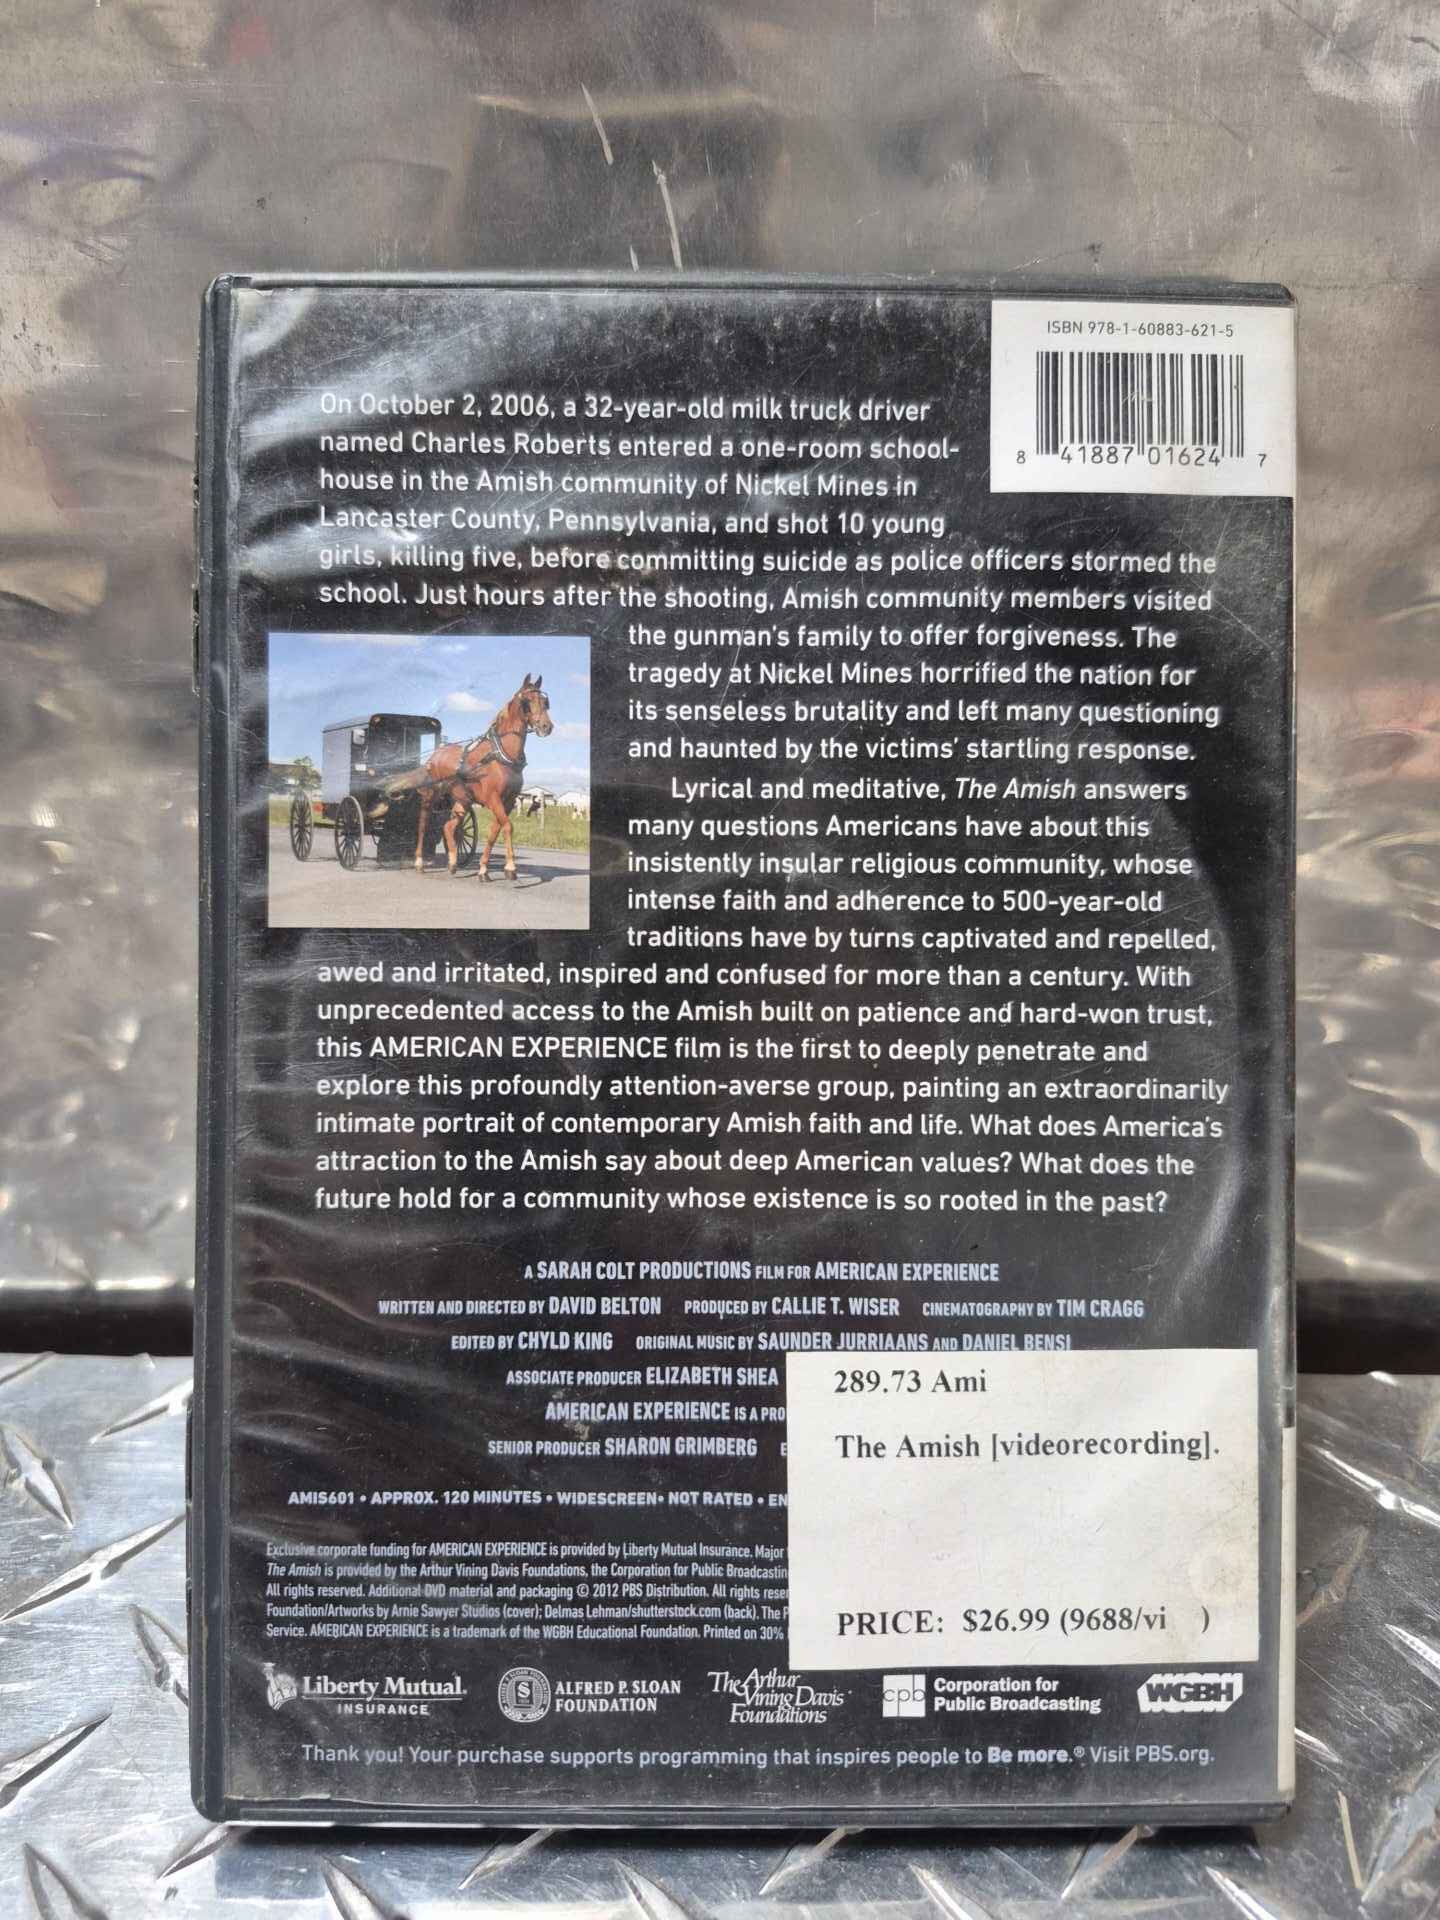 ISBN 978-1-60883-621-5
8 41887 01624 7
On October 2, 2006, a 32-year-old milk truck driver
named Charles Roberts entered a one-room school-
house in the Amish community of Nickel Mines in
Lancaster County, Pennsylvania, and shot 10 young
girls, killing five, before committing suicide as police officers stormed the
school. Just hours after the shooting, Amish community members visited
the gunman's family to offer forgiveness. The
tragedy at Nickel Mines horrified the nation for
its senseless brutality and left many questioning
and haunted by the victims' startling response.
Lyrical and meditative, The Amish answers
many questions Americans have about this
insistently insular religious community, whose
intense faith and adherence to 500-year-old
traditions have by turns captivated and repelled,
awed and irritated, inspired and confused for more than a century. With
unprecedented access to the Amish built on patience and hard-won trust,
this AMERICAN EXPERIENCE film is the first to deeply penetrate and
explore this profoundly attention-averse group, painting an extraordinarily
intimate portrait of contemporary Amish faith and life. What does America's
attraction to the Amish say about deep American values? What does the
future hold for a community whose existence is so rooted in the past?
A SARAH COLT PRODUCTIONS FILM FOR AMERICAN EXPERIENCE
WRITTEN AND DIRECTED BY DAVID BELTON PRODUCED BY CALLIE T. WISER CINEMATOGRAPHY BY TIM CRAGG
EDITED BY CHYLD KING ORIGINAL MUSIC BY SAUNDER JURRIAANS AND DANIEL BENSI
ASSOCIATE PRODUCER ELIZABETH SHEA
AMERICAN EXPERIENCE IS A PRO
SENIOR PRODUCER SHARON GRIMBERG E
AMIS601 • APPROX. 120 MINUTES • WIDESCREEN • NOT RATED • EN
Exclusive corporate funding for AMERICAN EXPERIENCE is provided by Liberty Mutual Insurance. Major
The Amish is provided by the Arthur Vining Davis Foundations, the Corporation for Public Broadcastin
All rights reserved. Additional DVD material and packaging © 2012 PBS Distribution. All rights rese
Foundation/Artworks by Arnie Sawyer Studios (cover); Delmas Lehman/shutterstock.com (back). The P
Service. AMERICAN EXPERIENCE is a trademark of the WGBH Educational Foundation. Printed on 30%
289.73 Ami
The Amish [videorecording].
PRICE: $26.99 (9688/vi )
Liberty Mutual.
INSURANCE
ALFRED P. SLOAN
FOUNDATION
The Arthur
Vining Davis
Foundations
cpb
Corporation for
Public Broadcasting
WGBH
Thank you! Your purchase supports programming that inspires people to Be more.® Visit PBS.org.